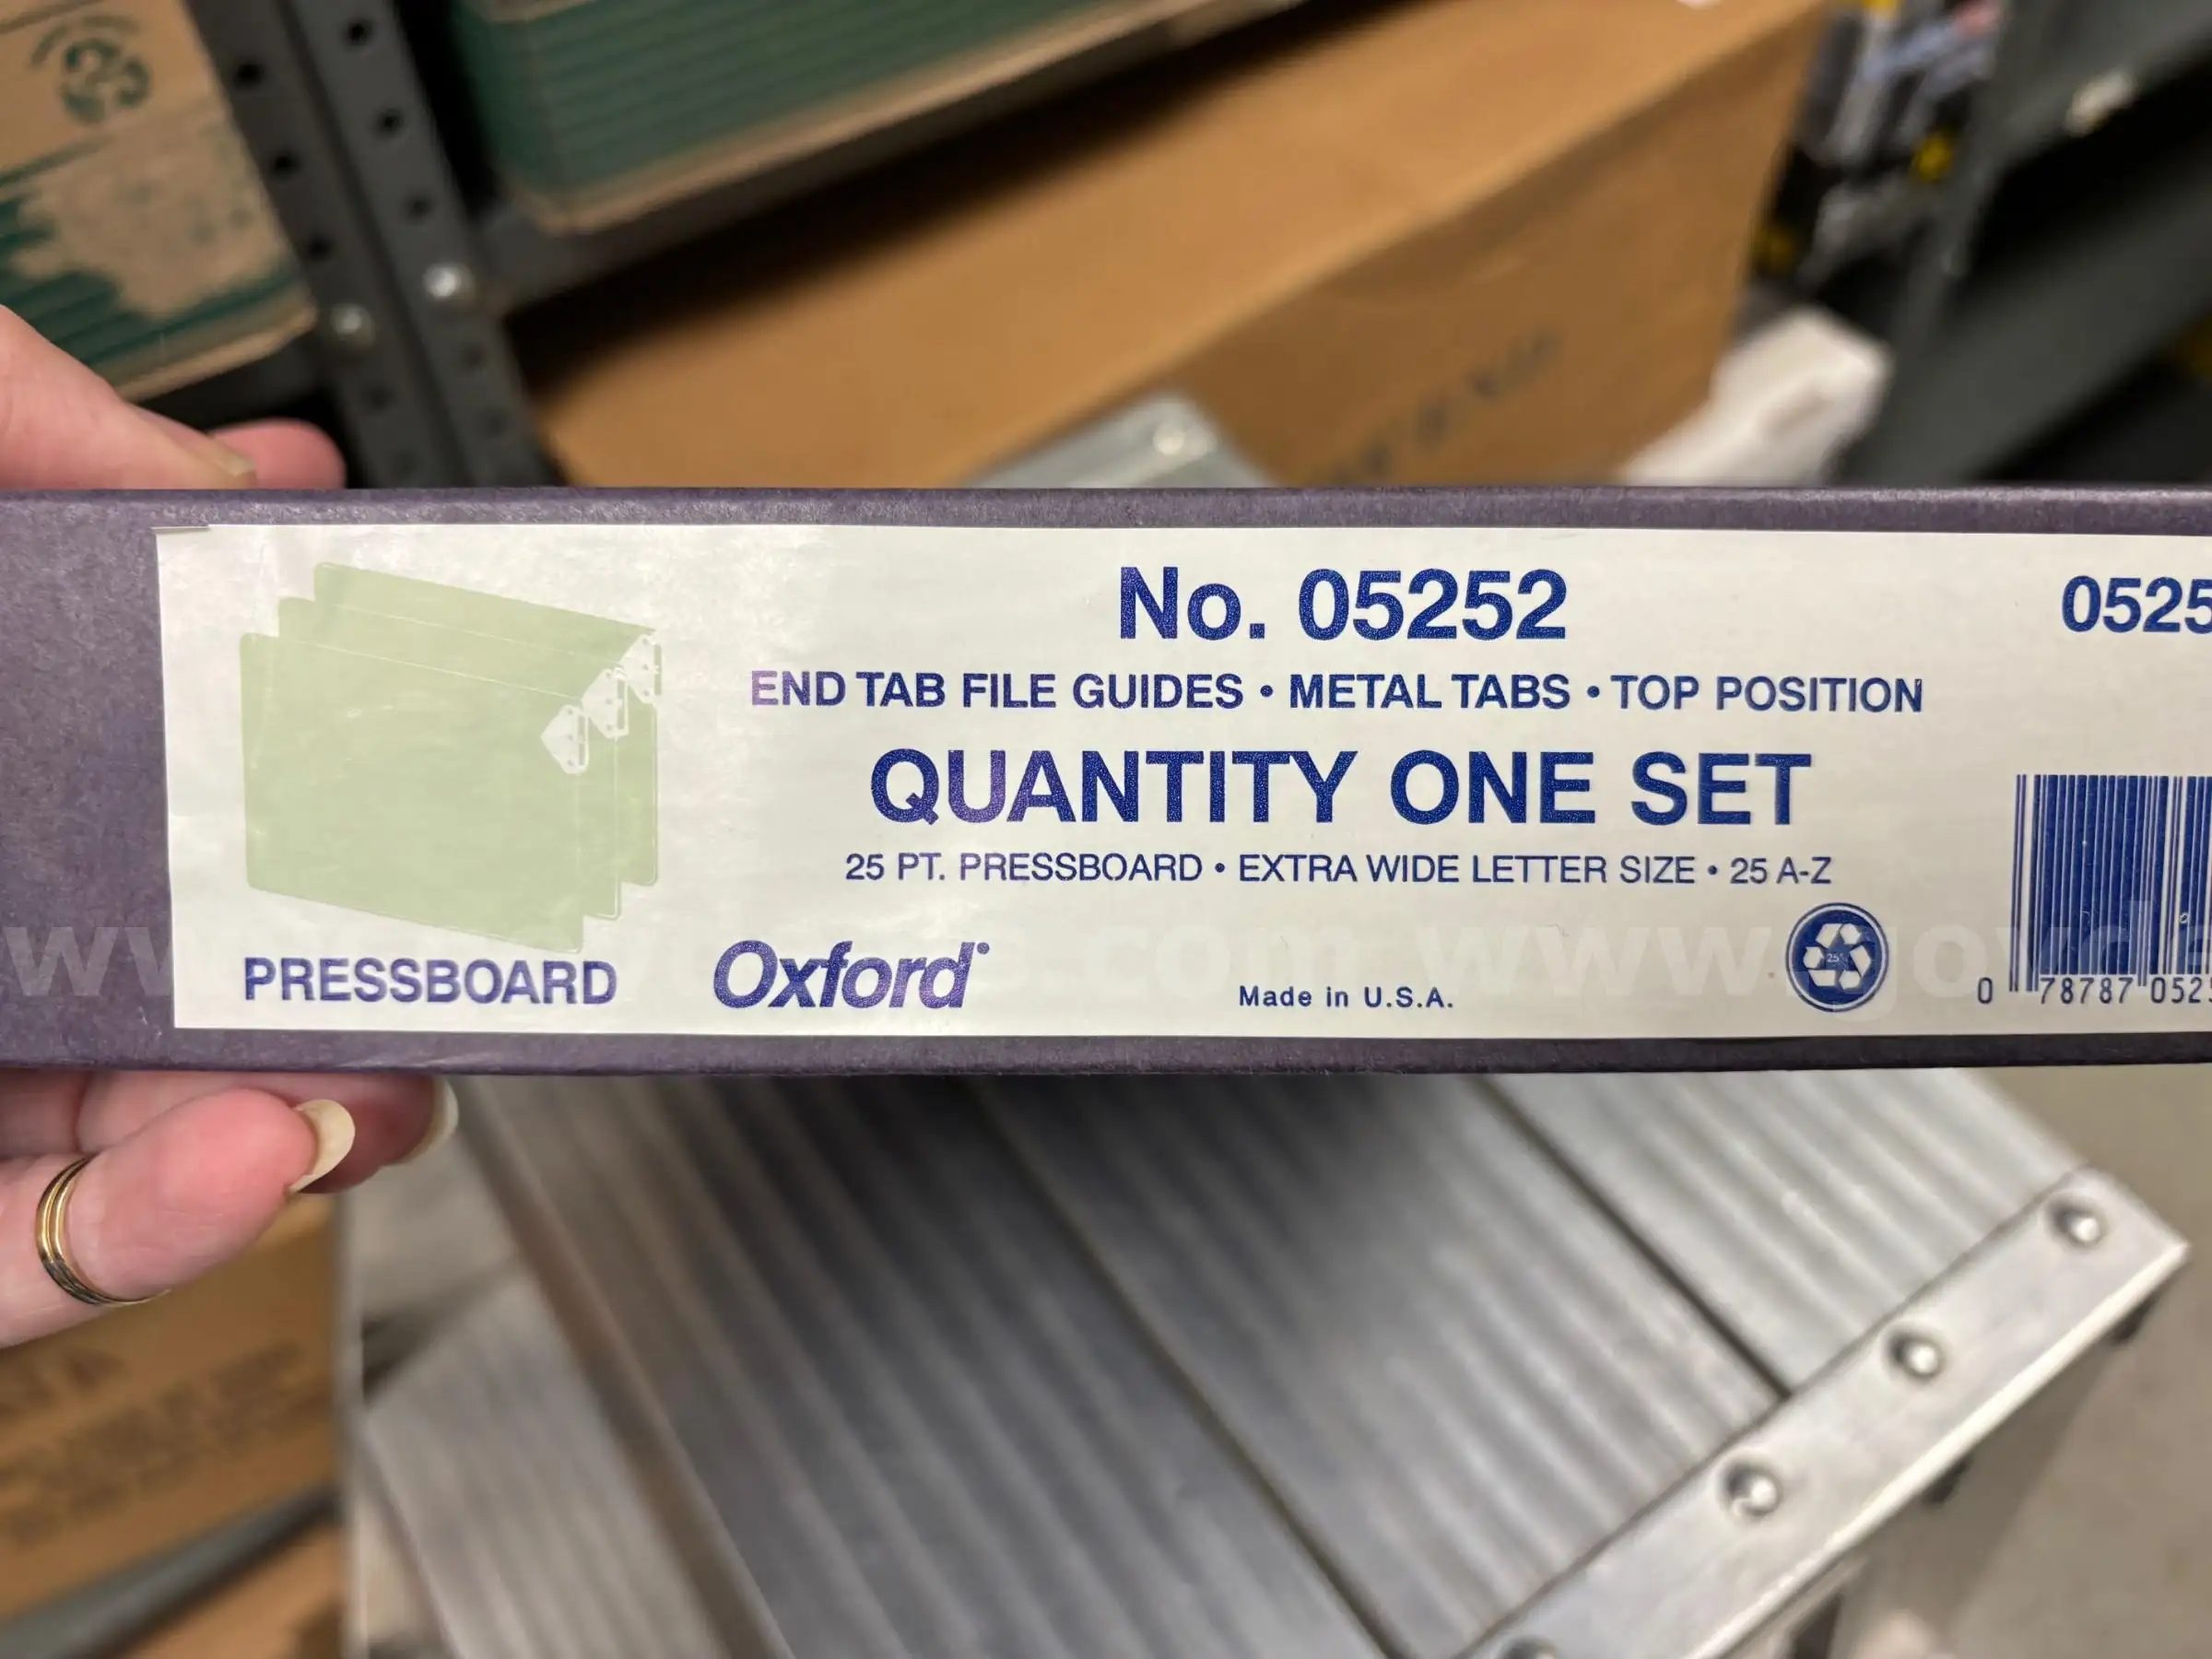 No. 05252
0525
END TAB FILE GUIDES • METAL TABS • TOP POSITION
QUANTITY ONE SET
25 PT. PRESSBOARD • EXTRA WIDE LETTER SIZE • 25 A-Z
PRESSBOARD
Oxford
Made in U.S.A.
0 78787 052